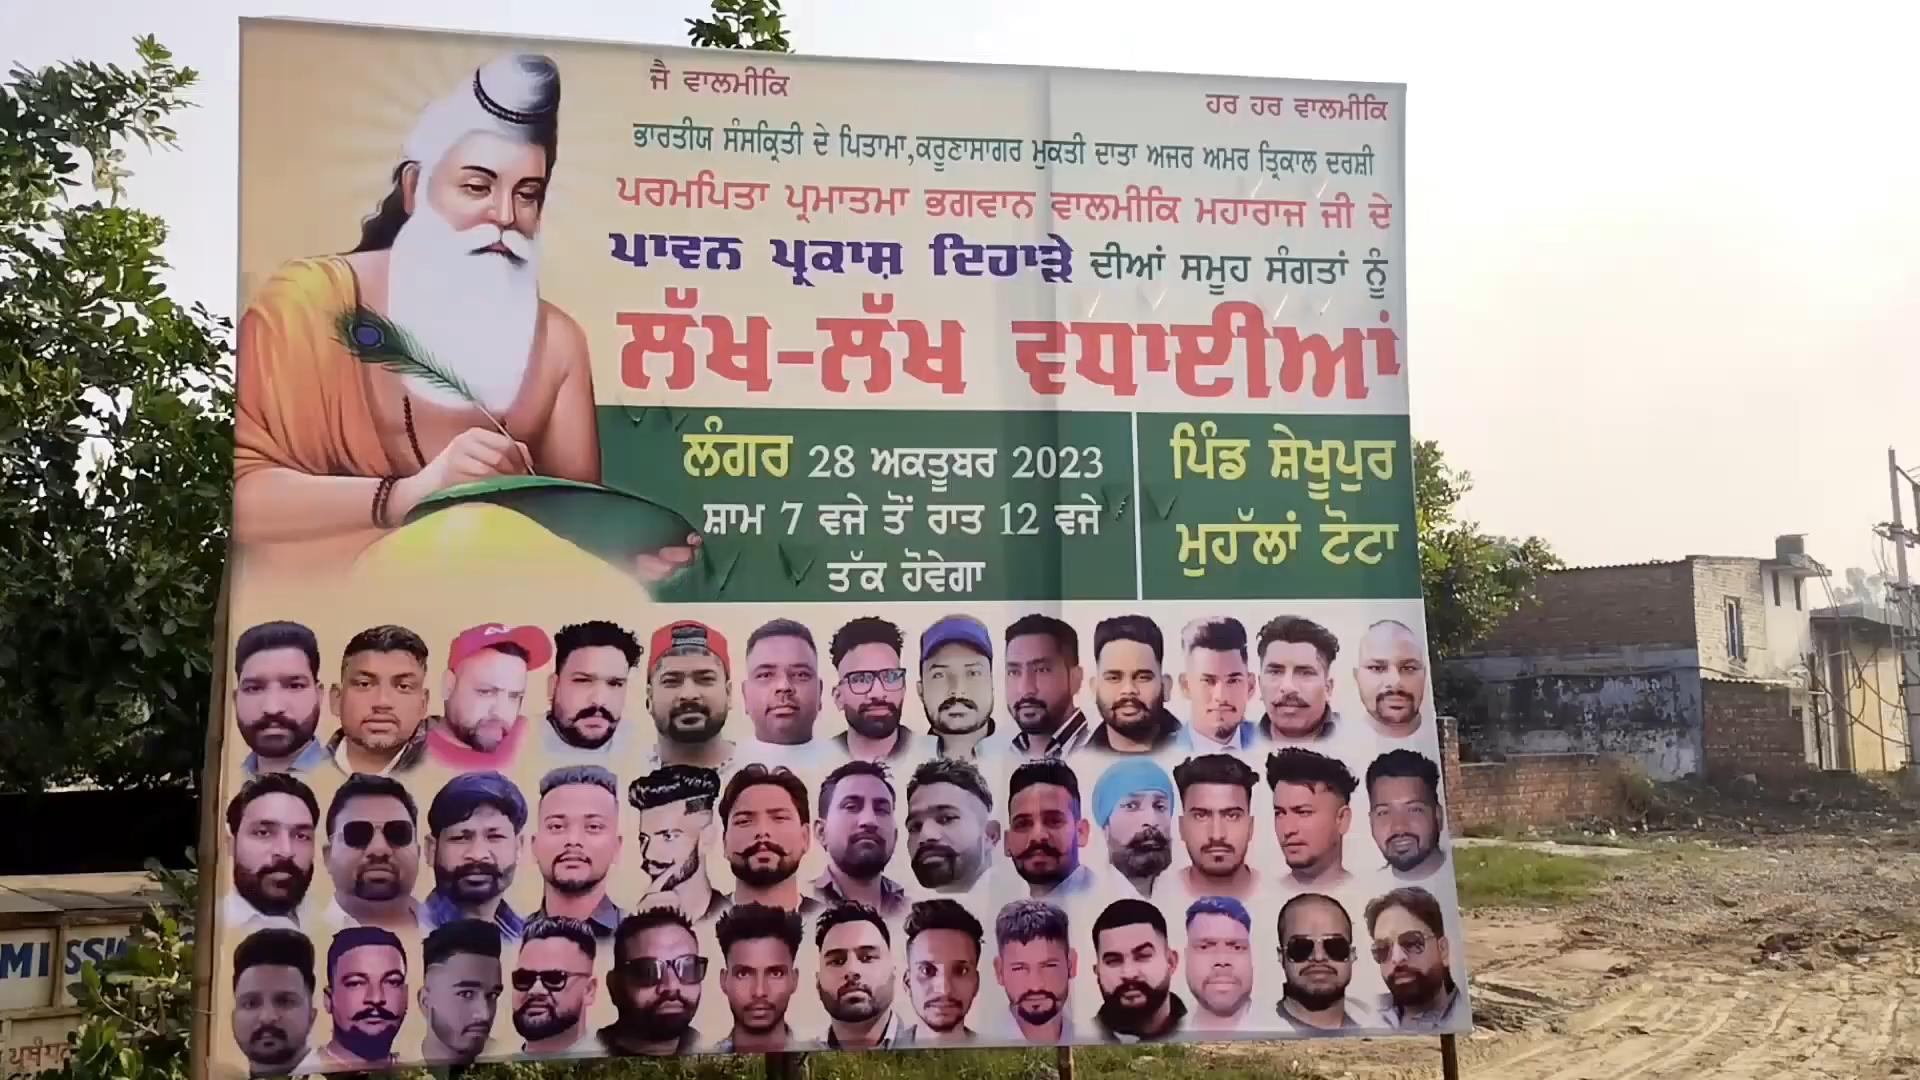 ਜੈ ਵਾਲਮੀਕਿ
ਹਰ ਹਰ ਵਾਲਮੀਕਿ
ਭਾਰਤੀਯ ਸੰਸਕ੍ਰਿਤੀ ਦੇ ਪਿਤਾਮਾ,ਕਰੂਣਾਸਾਗਰ ਮੁਕਤੀ ਦਾਤਾ ਅਜਰ ਅਮਰ ਤ੍ਰਿਕਾਲ ਦਰਸ਼ੀ
ਪਰਮਪਿਤਾ ਪ੍ਰਮਾਤਮਾ ਭਗਵਾਨ ਵਾਲਮੀਕਿ ਮਹਾਰਾਜ ਜੀ ਦੇ
ਪਾਵਨ ਪ੍ਰਕਾਸ਼ ਦਿਹਾੜੇ ਦੀਆਂ ਸਮੂਹ ਸੰਗਤਾਂ ਨੂੰ
ਲੱਖ-ਲੱਖ ਵਧਾਈਆਂ
ਲੰਗਰ 28 ਅਕਤੂਬਰ 2023
ਸ਼ਾਮ 7 ਵਜੇ ਤੋਂ ਰਾਤ 12 ਵਜੇ
ਤੱਕ ਹੋਵੇਗਾ
ਪਿੰਡ ਸ਼ੇਖੂਪੁਰ
ਮੁਹੱਲਾਂ ਟੋਟਾ